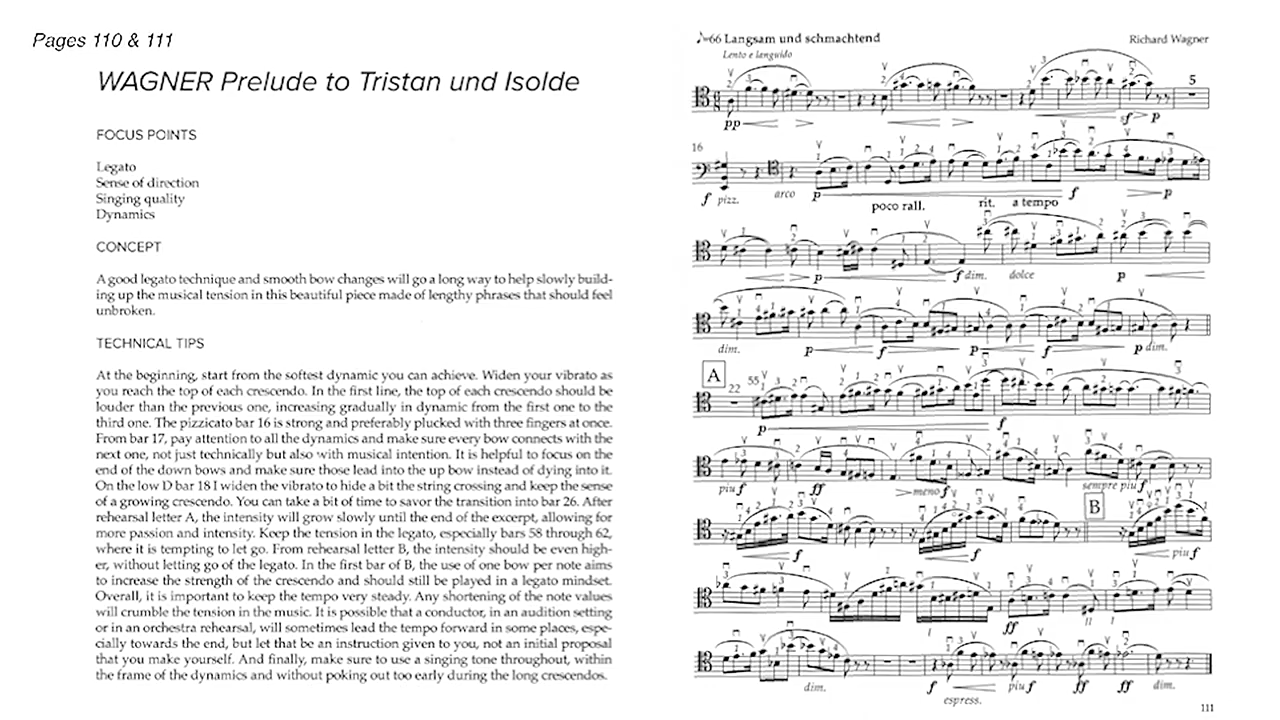 Pages 110 & 111
WAGNER Prelude to Tristan und Isolde
FOCUS POINTS
Legato
Sense of direction
Singing quality
Dynamics
CONCEPT
A good legato technique and smooth bow changes will go a long way to help slowly build-
ing up the musical tension in this beautiful piece made of lengthy phrases that should feel
unbroken.
TECHNICAL TIPS
At the beginning, start from the softest dynamic you can achieve. Widen your vibrato as
you reach the top of each crescendo. In the first line, the top of each crescendo should be
louder than the previous one, increasing gradually in dynamic from the first one to the
third one. The pizzicato bar 16 is strong and preferably plucked with three fingers at once.
From bar 17, pay attention to all the dynamics and make sure every bow connects with the
next one, not just technically but also with musical intention. It is helpful to focus on the
end of the down bows and make sure those lead into the up bow instead of dying into it.
On the low D bar 18 I widen the vibrato to hide a bit the string crossing and keep the sense
of a growing crescendo. You can take a bit of time to savor the transition into bar 26. After
rehearsal letter A, the intensity will grow slowly until the end of the excerpt, allowing for
more passion and intensity. Keep the tension in the legato, especially bars 58 through 62,
where it is tempting to let go. From rehearsal letter B, the intensity should be even high-
er, without letting go of the legato. In the first bar of B, the use of one bow per note aims
to increase the strength of the crescendo and should still be played in a legato mindset.
Overall, it is important to keep the tempo very steady. Any shortening of the note values
will crumble the tension in the music. It is possible that a conductor, in an audition setting
or in an orchestra rehearsal, will sometimes lead the tempo forward in some places, espe-
cially towards the end, but let that be an instruction given to you, not an initial proposal
that you make yourself. And finally, make sure to use a singing tone throughout, within
the frame of the dynamics and without poking out too early during the long crescendos.
♪=66 Langsam und schmachtend
Richard Wagner
Lento e languido
5
pp sf p
16
f pizz. arco p f p
poco rall. rit. a tempo
p f dim. dolce p
dim. p f p f p dim.
A
22 55
p f
più f ff meno f sempre più f
B
f f più f
ff
dim. f più f ff ff dim.
espress.
111